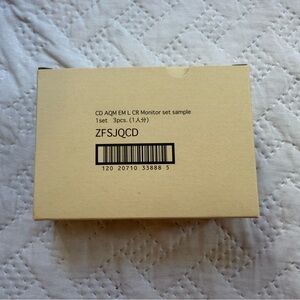 CD AQM EM L CR Monitor set sample
1set 3pcs. (1人分)
ZFSJQCD
120 20710 33888 5